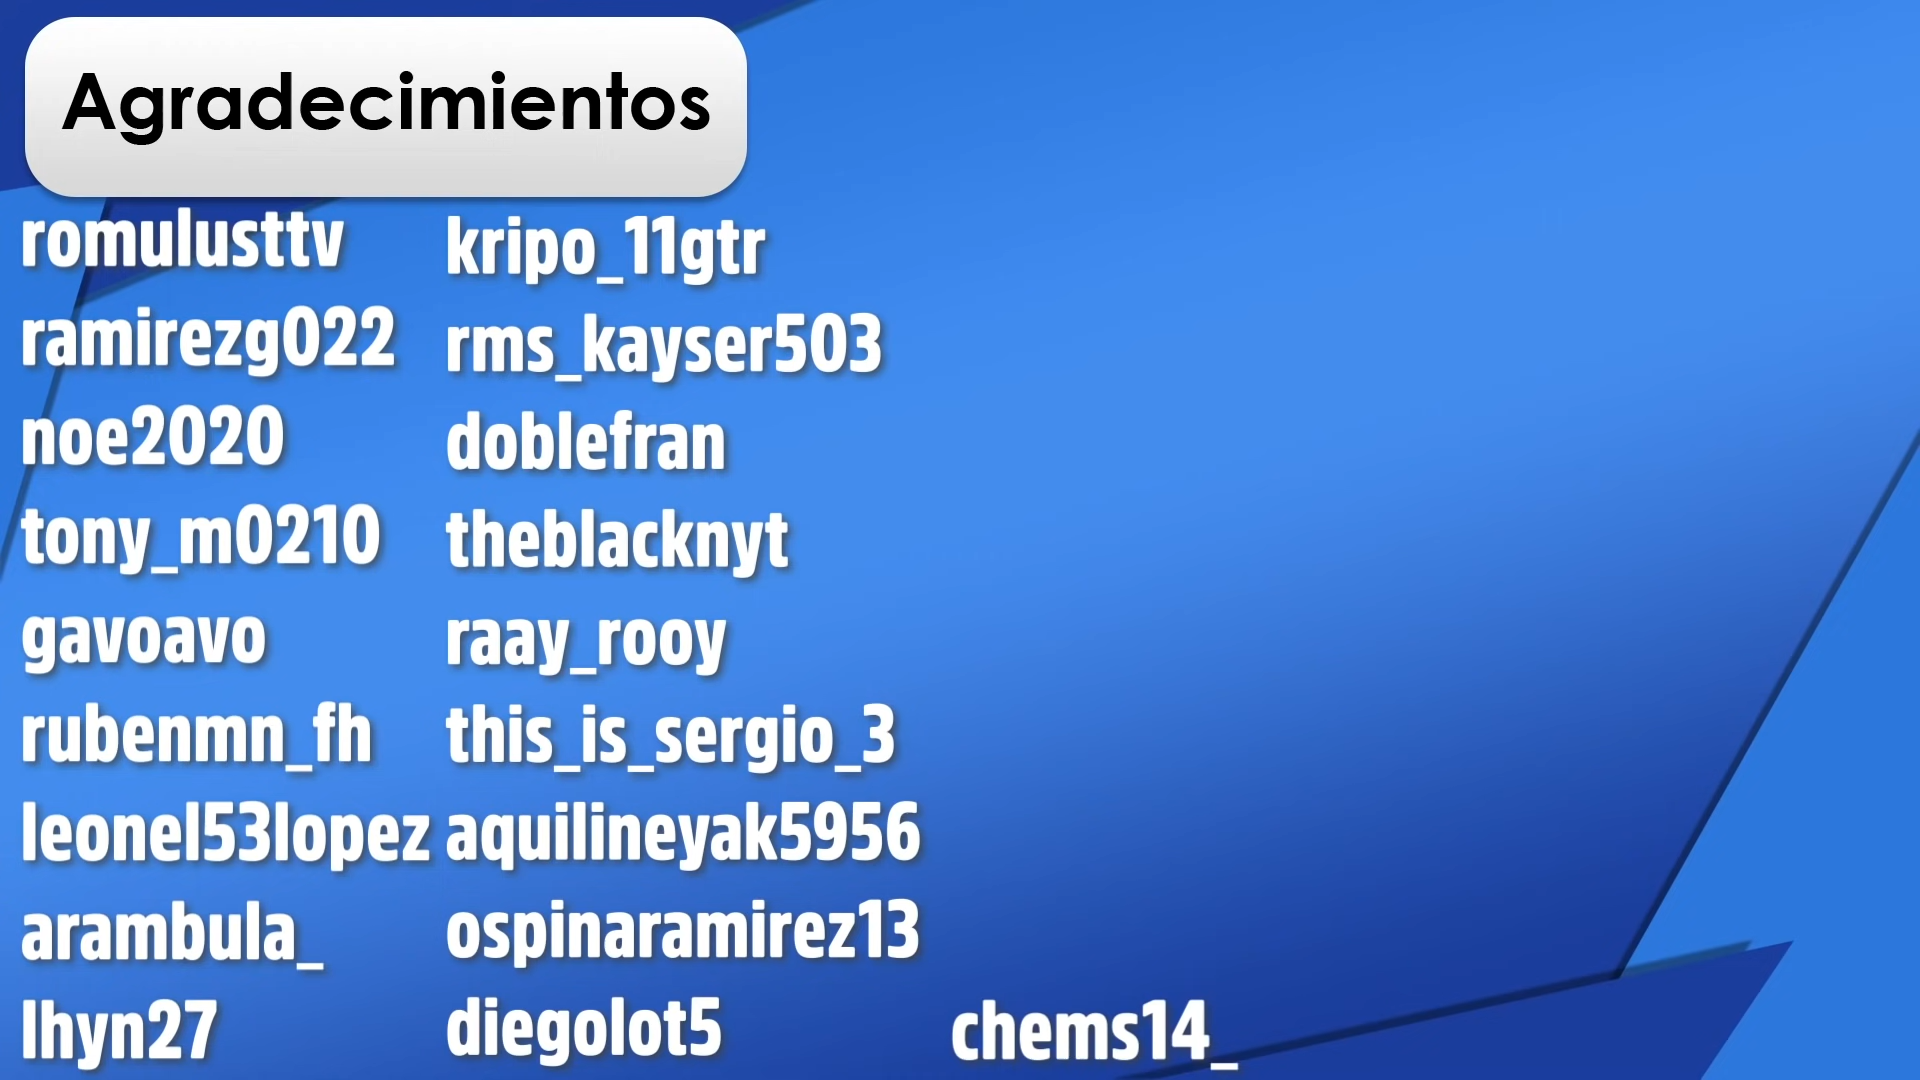 Agradecimientos
romulusttv
ramirezg022
noe2020
tony_m0210
gavoavo
rubenmn_fh
leonel53lopez
arambula_
lhyn27
kripo_11gtr
rms_kayser503
doblefran
theblacknyt
raay_rooy
this_is_sergio_3
aquilineyak5956
ospinaramirez13
diegolot5
chems14_